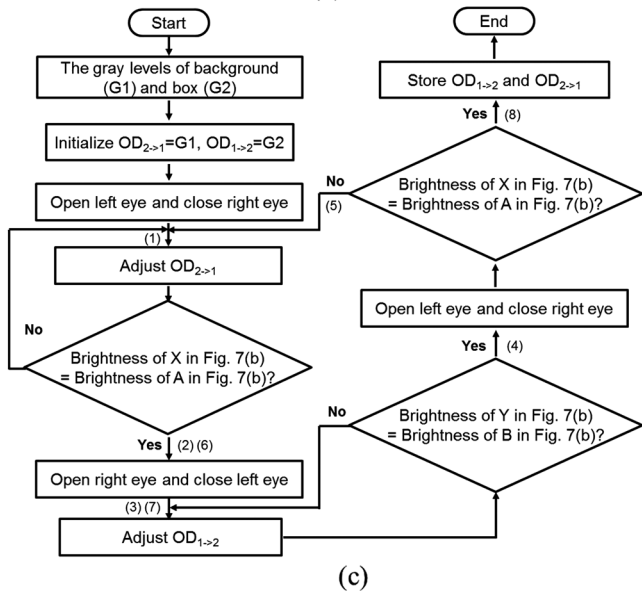 Start
The gray levels of background
(G1) and box (G2)
Initialize OD2->1=G1, OD1->2=G2
Open left eye and close right eye
(1)
Adjust OD2->1
No
Brightness of X in Fig. 7(b)
= Brightness of A in Fig. 7(b)?
Yes (2) (6)
Open right eye and close left eye
(3) (7)
Adjust OD1->2
No
Brightness of Y in Fig. 7(b)
= Brightness of B in Fig. 7(b)?
Yes (4)
Open left eye and close right eye
No
(5)
Brightness of X in Fig. 7(b)
= Brightness of A in Fig. 7(b)?
Yes (8)
Store OD1->2 and OD2->1
End
(c)